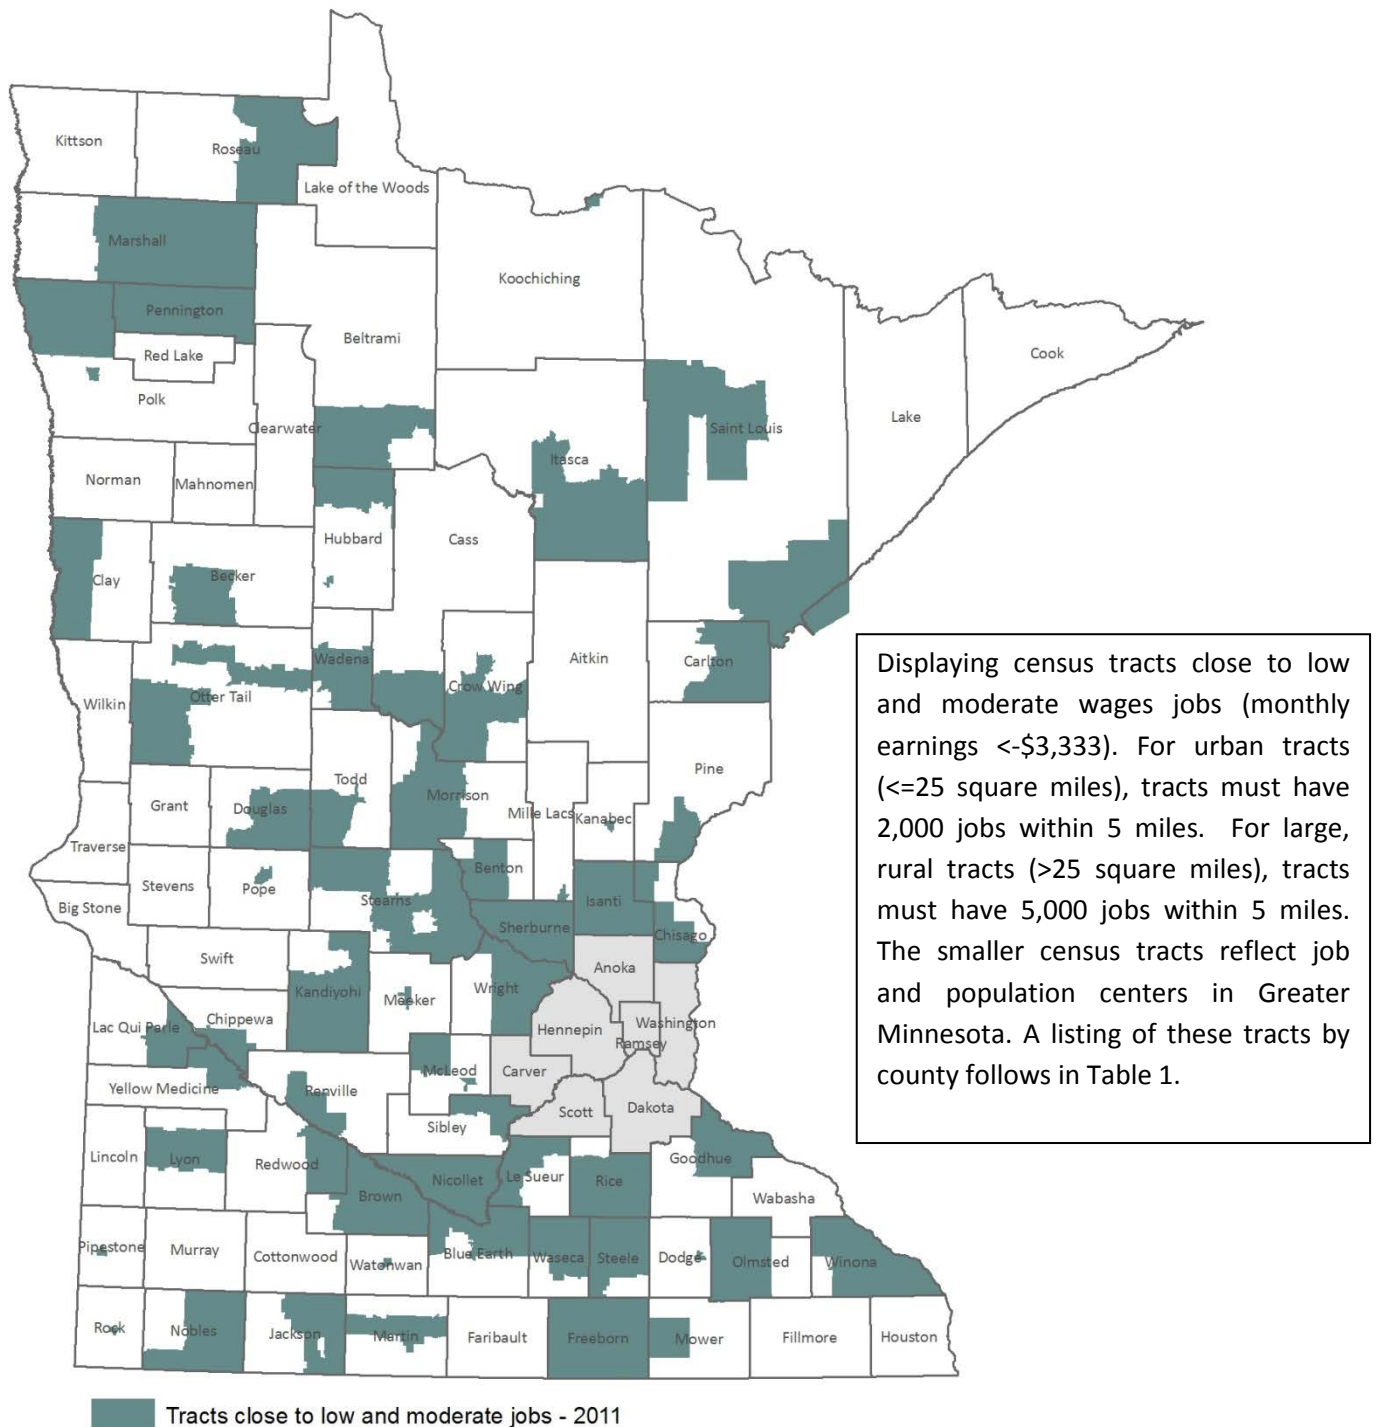 Kittson
Roseau
Lake of the Woods
Marshall
Koochiching
Pennington
Beltrami
Red Lake
Cook
Polk
Lake
Clearwater
Saint Louis
Itasca
Norman
Mahnomen
Hubbard
Cass
Clay
Becker
Wadena
Aitkin
Carlton
Crow Wing
Otter Tail
Wilkin
Pine
Todd
Morrison
Grant
Douglas
Mille Lacs
Kanabec
Traverse
Benton
Stevens
Pope
Stearns
Isanti
Big Stone
Sherburne
Chisago
Swift
Anoka
Kandiyohi
Wright
Meeker
Chippewa
Lac Qui Parle
Hennepin
Washington
Ramsey
McLeod
Carver
Yellow Medicine
Renville
Scott
Dakota
Sibley
Lincoln
Lyon
Redwood
Goodhue
Le Sueur
Nicollet
Rice
Brown
Wabasha
Pipestone
Murray
Cottonwood
Watonwan
Blue Earth
Waseca
Steele
Dodge
Olmsted
Winona
Rock
Nobles
Jackson
Martin
Faribault
Freeborn
Mower
Fillmore
Houston
Displaying census tracts close to low
and moderate wages jobs (monthly
earnings <-$3,333). For urban tracts
(<=25 square miles), tracts must have
2,000 jobs within 5 miles. For large,
rural tracts (>25 square miles), tracts
must have 5,000 jobs within 5 miles.
The smaller census tracts reflect job
and population centers in Greater
Minnesota. A listing of these tracts by
county follows in Table 1.
Tracts close to low and moderate jobs - 2011